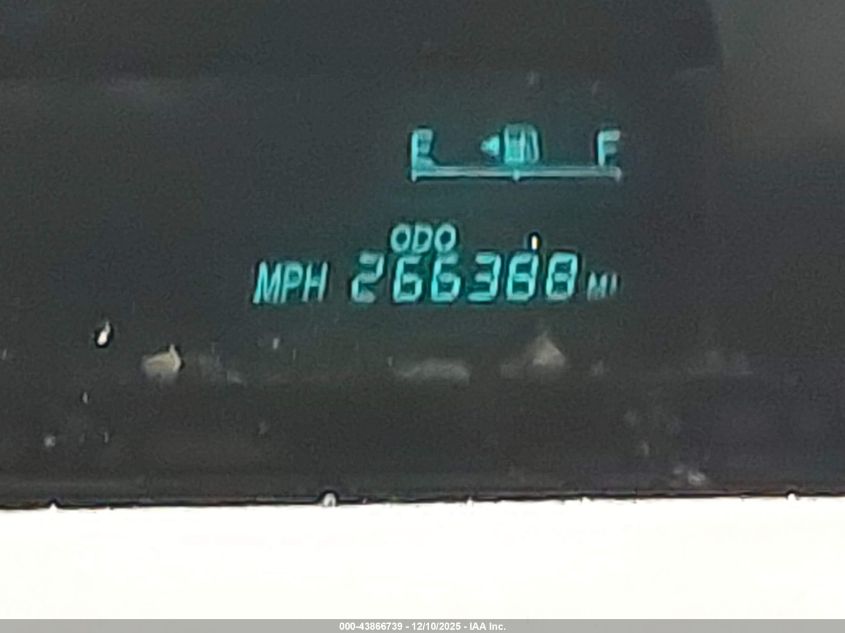 E F
ODO
MPH 266388 MI
000-43866739 - 12/10/2025 - IAA Inc.